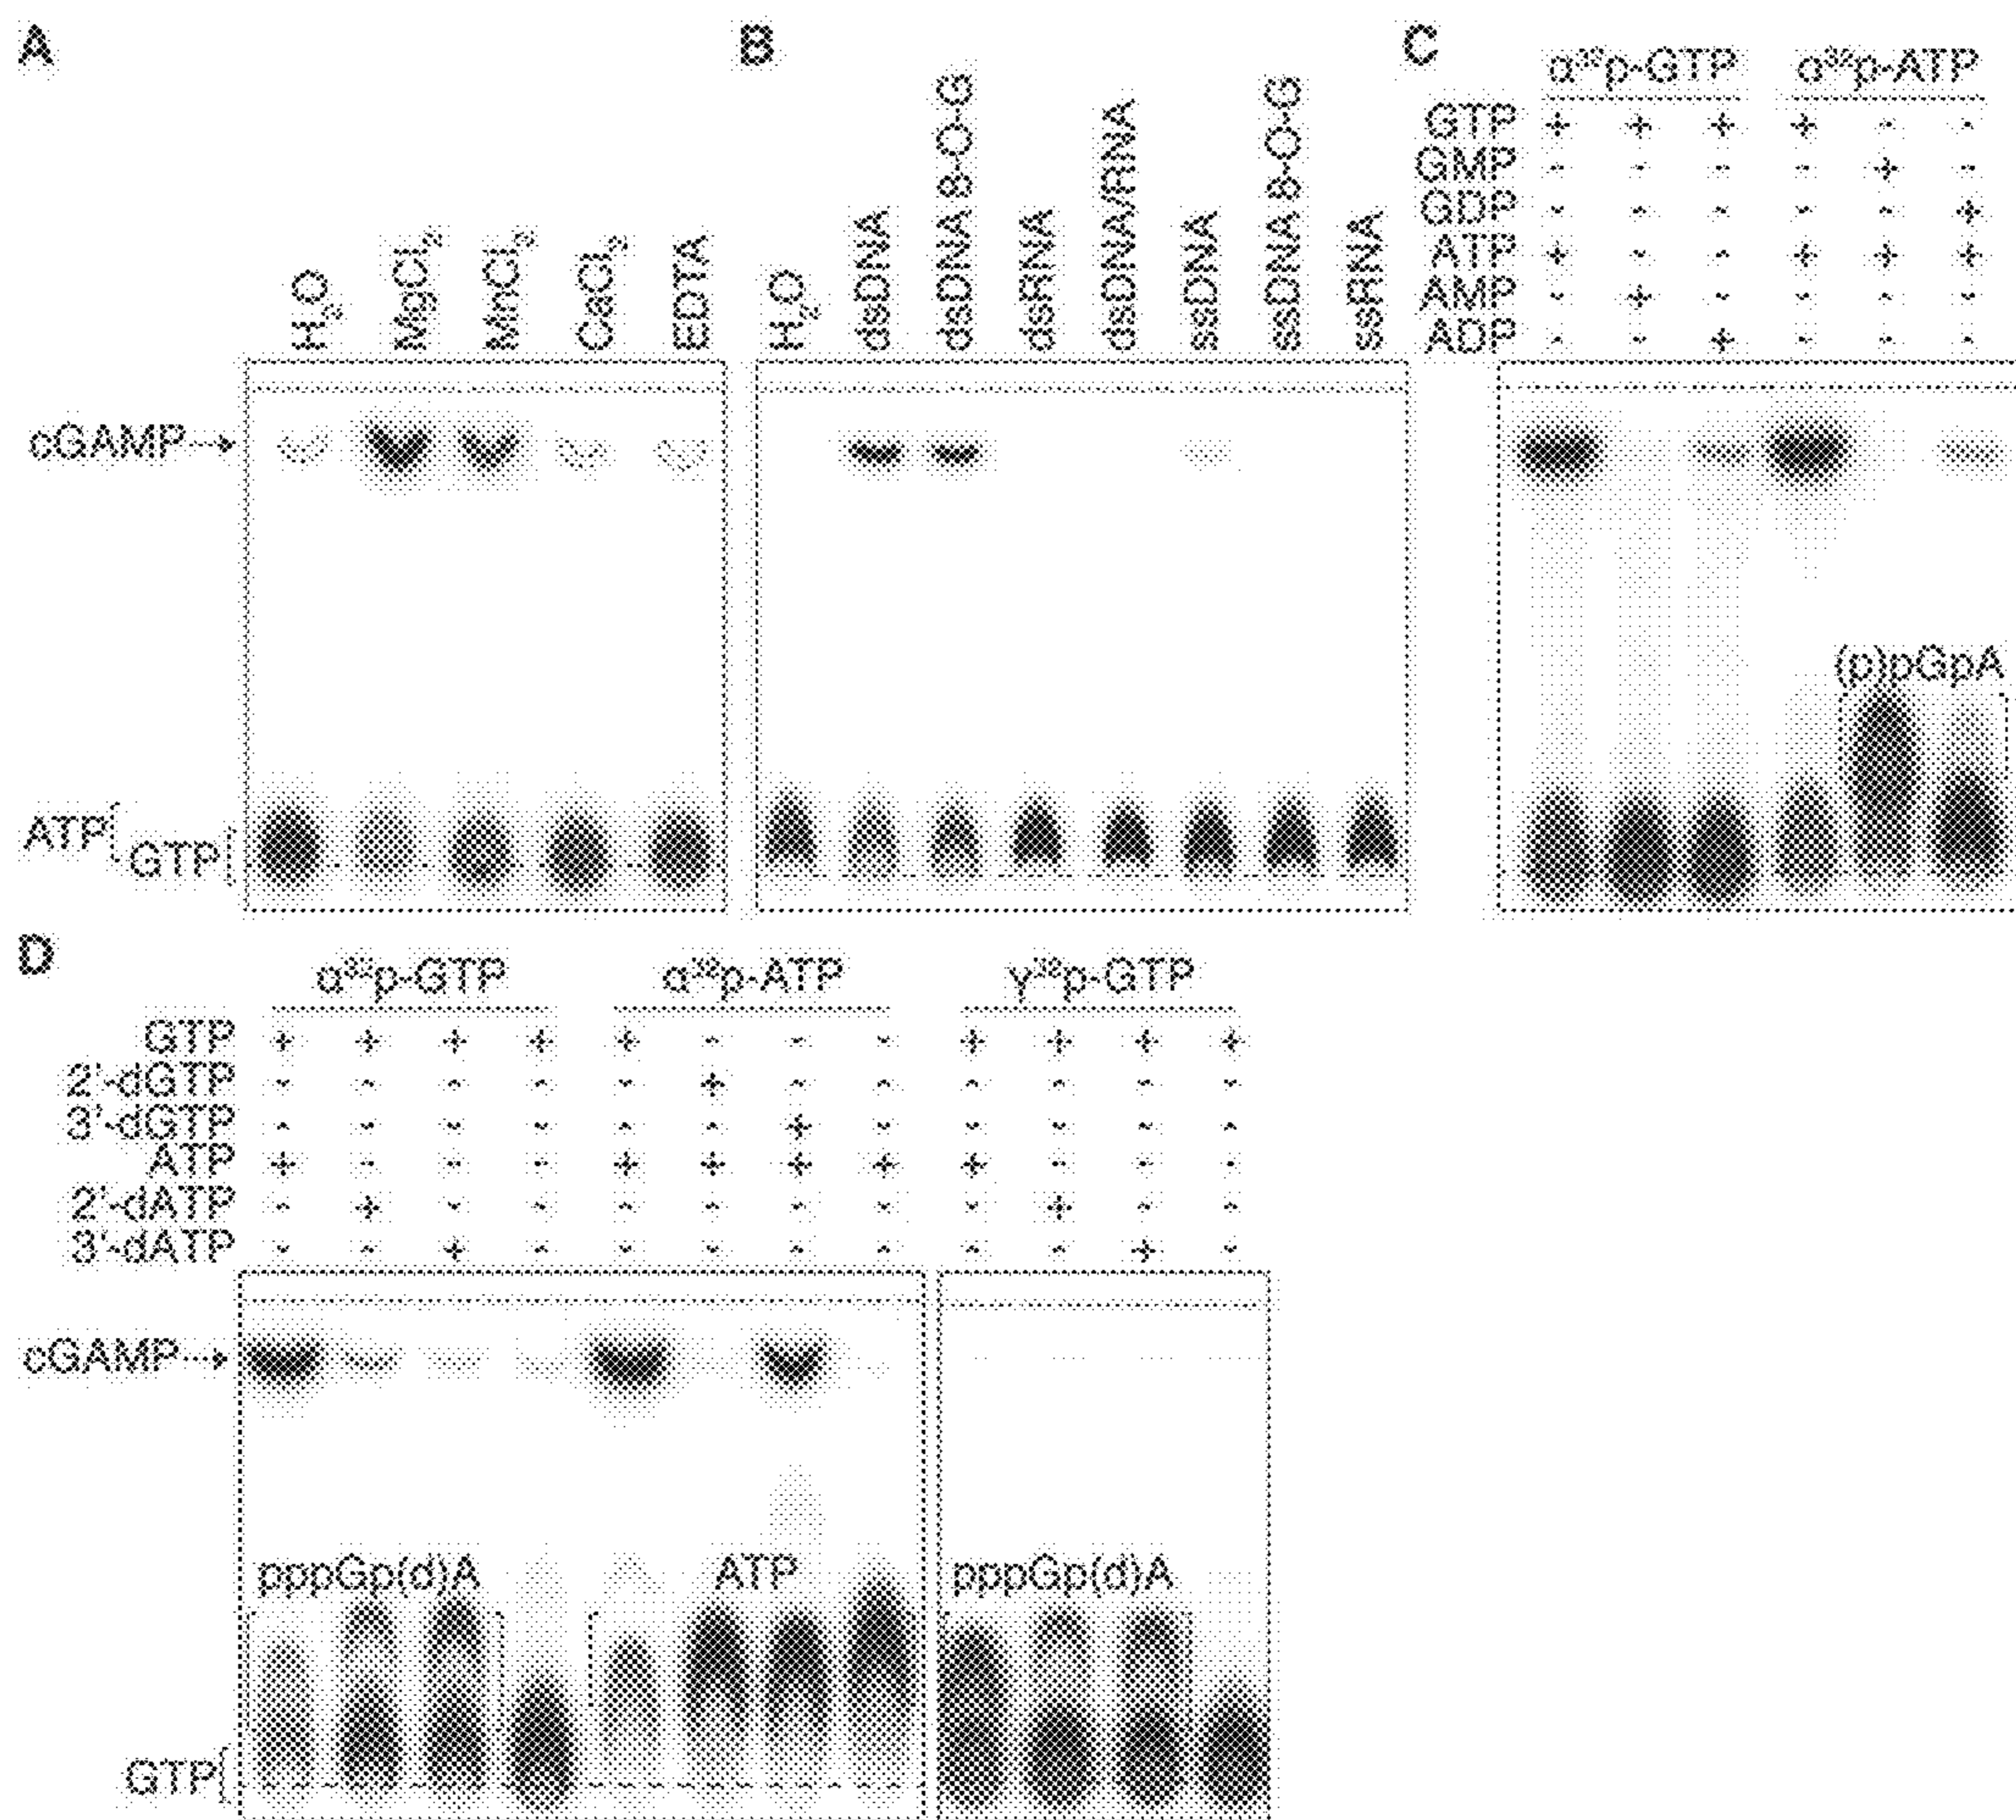 A
H₂O MgCl₂ MnCl₂ CaCl₂ EDTA
cGAMP
ATP
GTP
B
H₂O dsDNA dsDNA 8-O-G dsRNA dsDNA/RNA ssDNA ssDNA 8-O-G ssRNA
C
α³²p-GTP α³²p-ATP
GTP + + + + - -
GMP - - - - + -
GDP - - - - - +
ATP + - - + + +
AMP - + - - - -
ADP - - + - - -
(p)pGpA
D
α³²p-GTP α³²p-ATP γ³²p-GTP
GTP + + + + + - - - + + + +
2'-dGTP - - - - - + - - - - - -
3'-dGTP - - - - - - + - - - - -
ATP + - - - + + + + + - - -
2'-dATP - + - - - - - - - + - -
3'-dATP - - + - - - - - - - + -
cGAMP
pppGp(d)A ATP pppGp(d)A
GTP